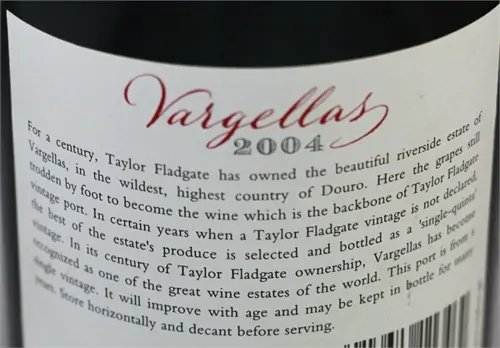 Vargellas
2004
For a century, Taylor Fladgate has owned the beautiful riverside estate of
Vargellas, in the wildest, highest country of Douro. Here the grapes still
trodden by foot to become the wine which is the backbone of Taylor Fladgate
vintage port. In certain years when a Taylor Fladgate vintage is not declared,
the best of the estate's produce is selected and bottled as a 'single-quinta'
vintage. In its century of Taylor Fladgate ownership, Vargellas has become
recognized as one of the great wine estates of the world. This port is from a
single vintage. It will improve with age and may be kept in bottle for many
years. Store horizontally and decant before serving.